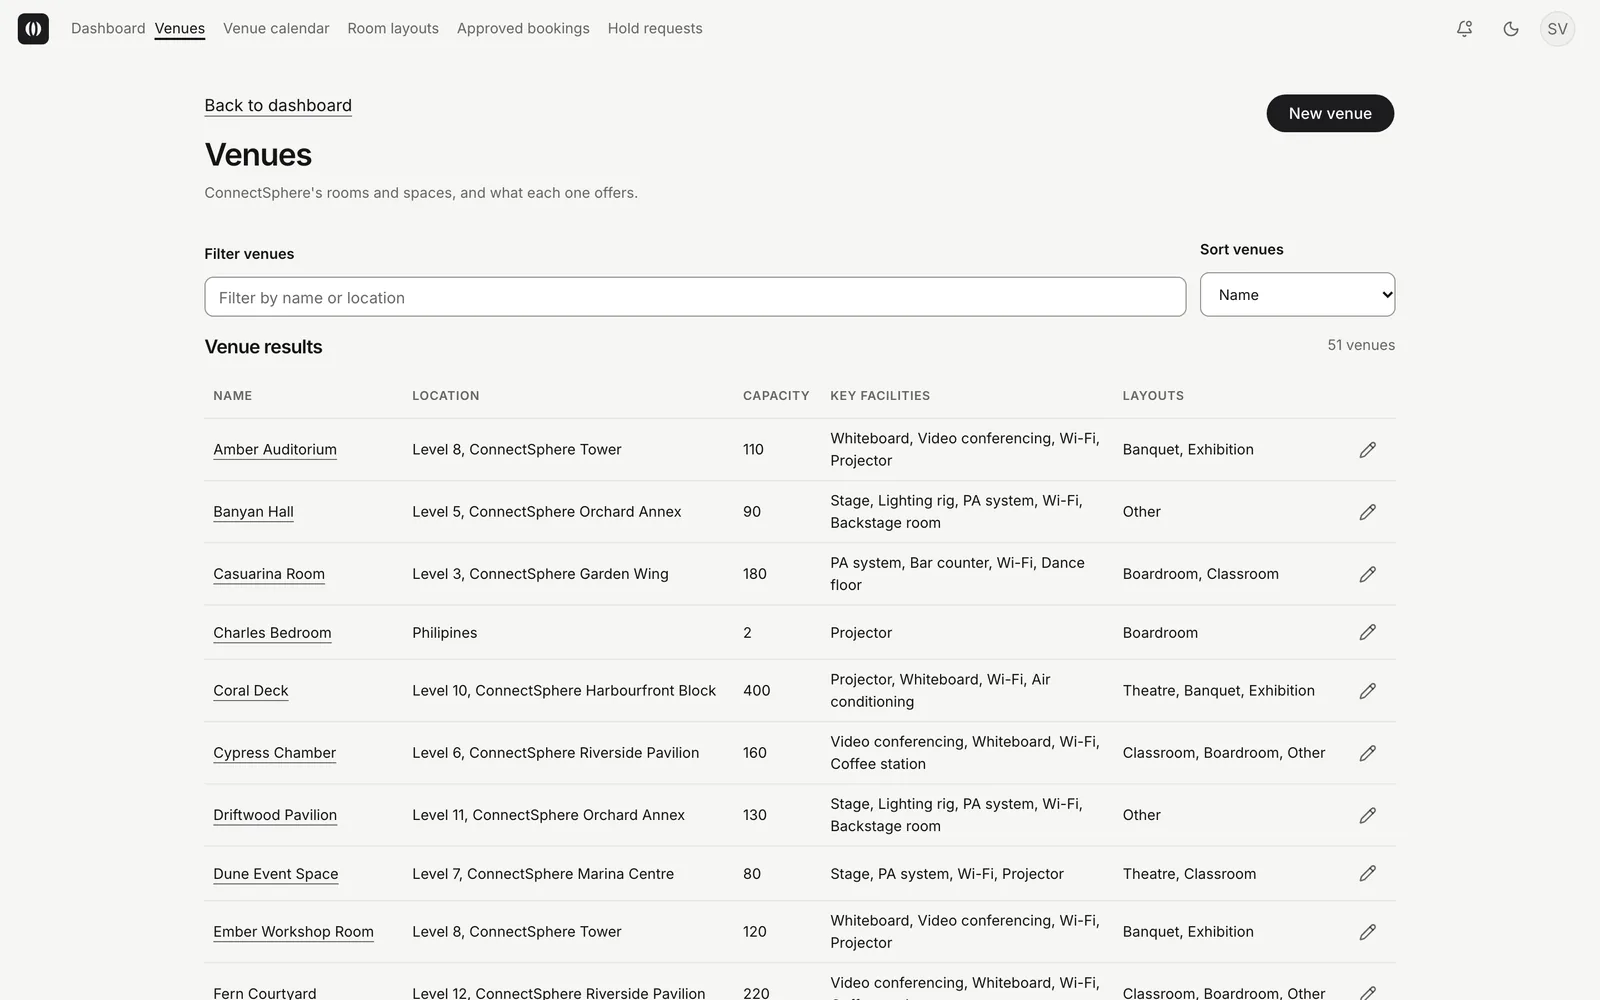 Dashboard Venues Venue calendar Room layouts Approved bookings Hold requests SV
Back to dashboard
New venue
Venues
ConnectSphere's rooms and spaces, and what each one offers.
Filter venues
Sort venues
Filter by name or location
Name
Venue results
51 venues
NAME LOCATION CAPACITY KEY FACILITIES LAYOUTS
Amber Auditorium Level 8, ConnectSphere Tower 110 Whiteboard, Video conferencing, Wi-Fi,
Projector Banquet, Exhibition
Banyan Hall Level 5, ConnectSphere Orchard Annex 90 Stage, Lighting rig, PA system, Wi-Fi,
Backstage room Other
Casuarina Room Level 3, ConnectSphere Garden Wing 180 PA system, Bar counter, Wi-Fi, Dance
floor Boardroom, Classroom
Charles Bedroom Philipines 2 Projector Boardroom
Coral Deck Level 10, ConnectSphere Harbourfront Block 400 Projector, Whiteboard, Wi-Fi, Air
conditioning Theatre, Banquet, Exhibition
Cypress Chamber Level 6, ConnectSphere Riverside Pavilion 160 Video conferencing, Whiteboard, Wi-Fi,
Coffee station Classroom, Boardroom, Other
Driftwood Pavilion Level 11, ConnectSphere Orchard Annex 130 Stage, Lighting rig, PA system, Wi-Fi,
Backstage room Other
Dune Event Space Level 7, ConnectSphere Marina Centre 80 Stage, PA system, Wi-Fi, Projector Theatre, Classroom
Ember Workshop Room Level 8, ConnectSphere Tower 120 Whiteboard, Video conferencing, Wi-Fi,
Projector Banquet, Exhibition
Fern Courtyard Level 12, ConnectSphere Riverside Pavilion 220 Video conferencing, Whiteboard, Wi-Fi,
Classroom, Boardroom, Other